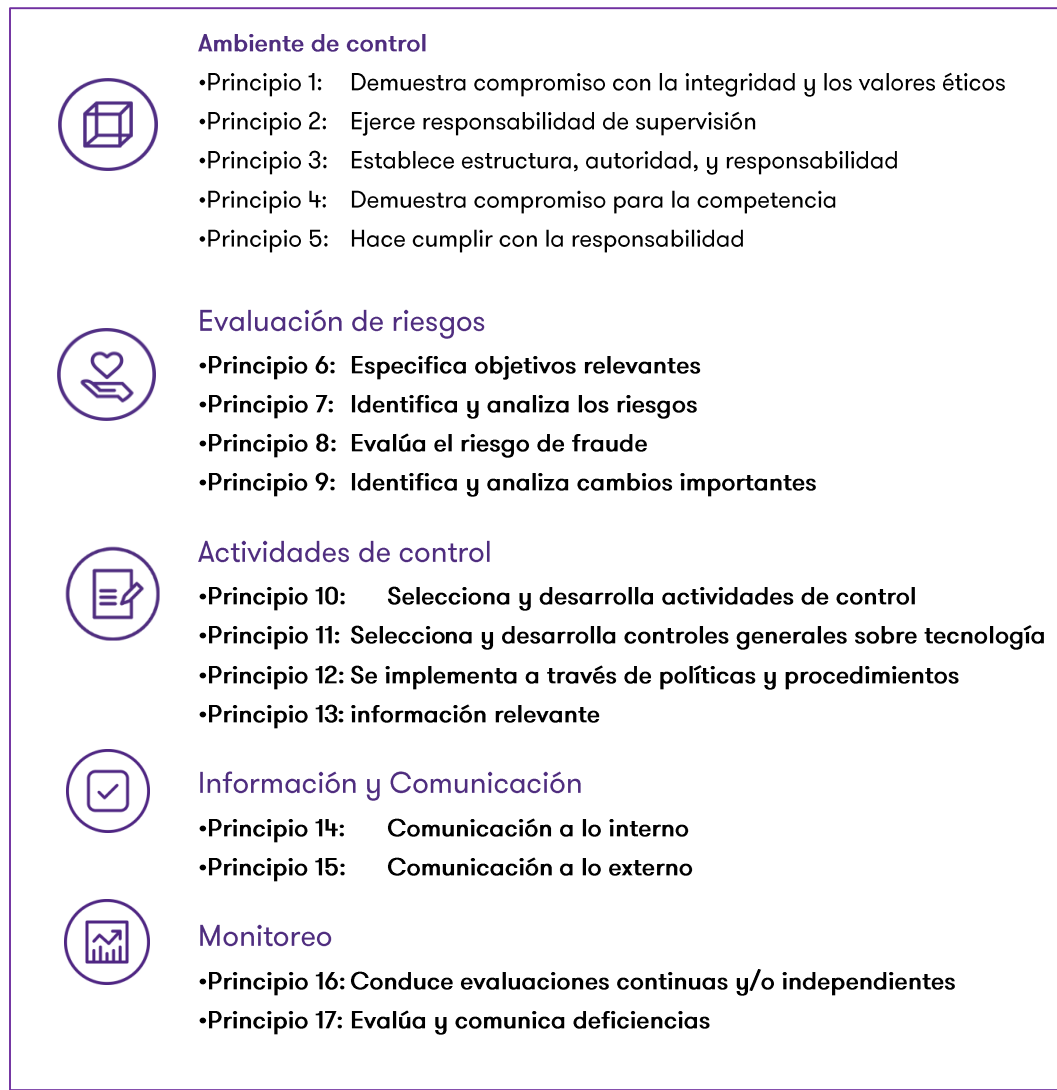 Ambiente de control
•Principio 1: Demuestra compromiso con la integridad y los valores éticos
•Principio 2: Ejerce responsabilidad de supervisión
•Principio 3: Establece estructura, autoridad, y responsabilidad
•Principio 4: Demuestra compromiso para la competencia
•Principio 5: Hace cumplir con la responsabilidad
Evaluación de riesgos
•Principio 6: Especifica objetivos relevantes
•Principio 7: Identifica y analiza los riesgos
•Principio 8: Evalúa el riesgo de fraude
•Principio 9: Identifica y analiza cambios importantes
Actividades de control
•Principio 10: Selecciona y desarrolla actividades de control
•Principio 11: Selecciona y desarrolla controles generales sobre tecnología
•Principio 12: Se implementa a través de políticas y procedimientos
•Principio 13: información relevante
Información y Comunicación
•Principio 14: Comunicación a lo interno
•Principio 15: Comunicación a lo externo
Monitoreo
•Principio 16: Conduce evaluaciones continuas y/o independientes
•Principio 17: Evalúa y comunica deficiencias